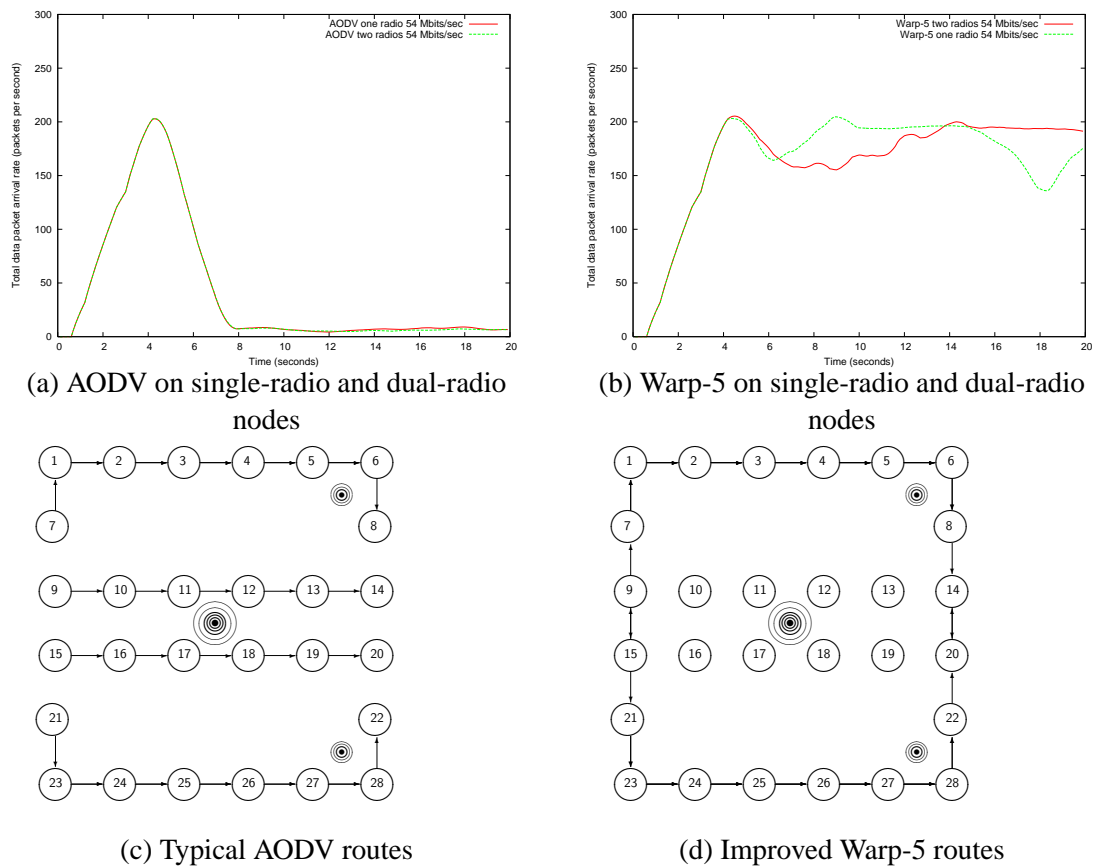 300
250
200
150
100
50
0
Total data packet arrival rate (packets per second)
0 2 4 6 8 10 12 14 16 18 20
Time (seconds)
AODV one radio 54 Mbits/sec
AODV two radios 54 Mbits/sec
(a) AODV on single-radio and dual-radio
nodes
300
250
200
150
100
50
0
Total data packet arrival rate (packets per second)
0 2 4 6 8 10 12 14 16 18 20
Time (seconds)
Warp-5 two radios 54 Mbits/sec
Warp-5 one radio 54 Mbits/sec
(b) Warp-5 on single-radio and dual-radio
nodes
1 2 3 4 5 6
7 8
9 10 11 12 13 14
15 16 17 18 19 20
21 22
23 24 25 26 27 28
(c) Typical AODV routes
1 2 3 4 5 6
7 8
9 10 11 12 13 14
15 16 17 18 19 20
21 22
23 24 25 26 27 28
(d) Improved Warp-5 routes